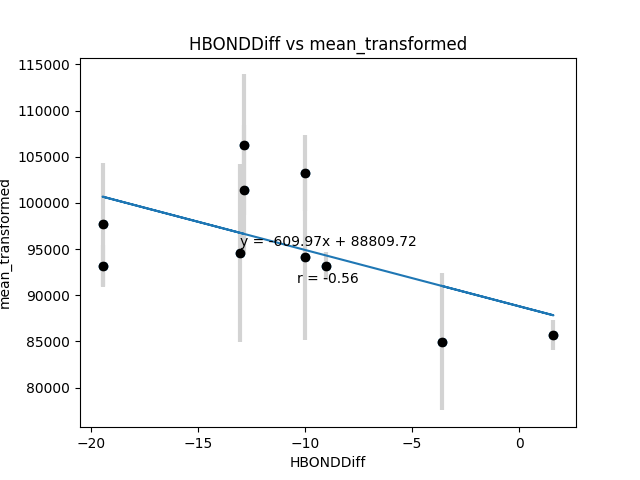 HBONDDiff vs mean_transformed
115000
110000
105000
100000
95000
90000
85000
80000
mean_transformed
y = -609.97x + 88809.72
r = -0.56
−20
−15
−10
−5
0
HBONDDiff